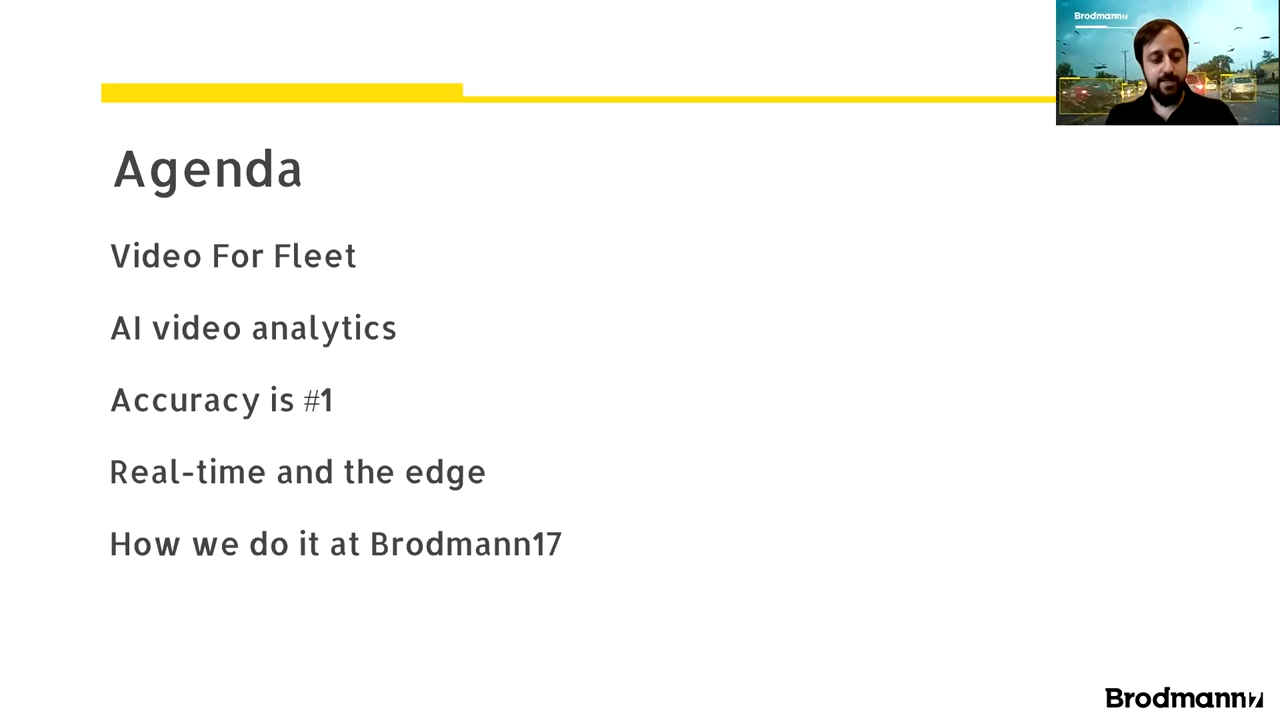 Brodmann17
Agenda
Video For Fleet
AI video analytics
Accuracy is #1
Real-time and the edge
How we do it at Brodmann17
Brodmann17